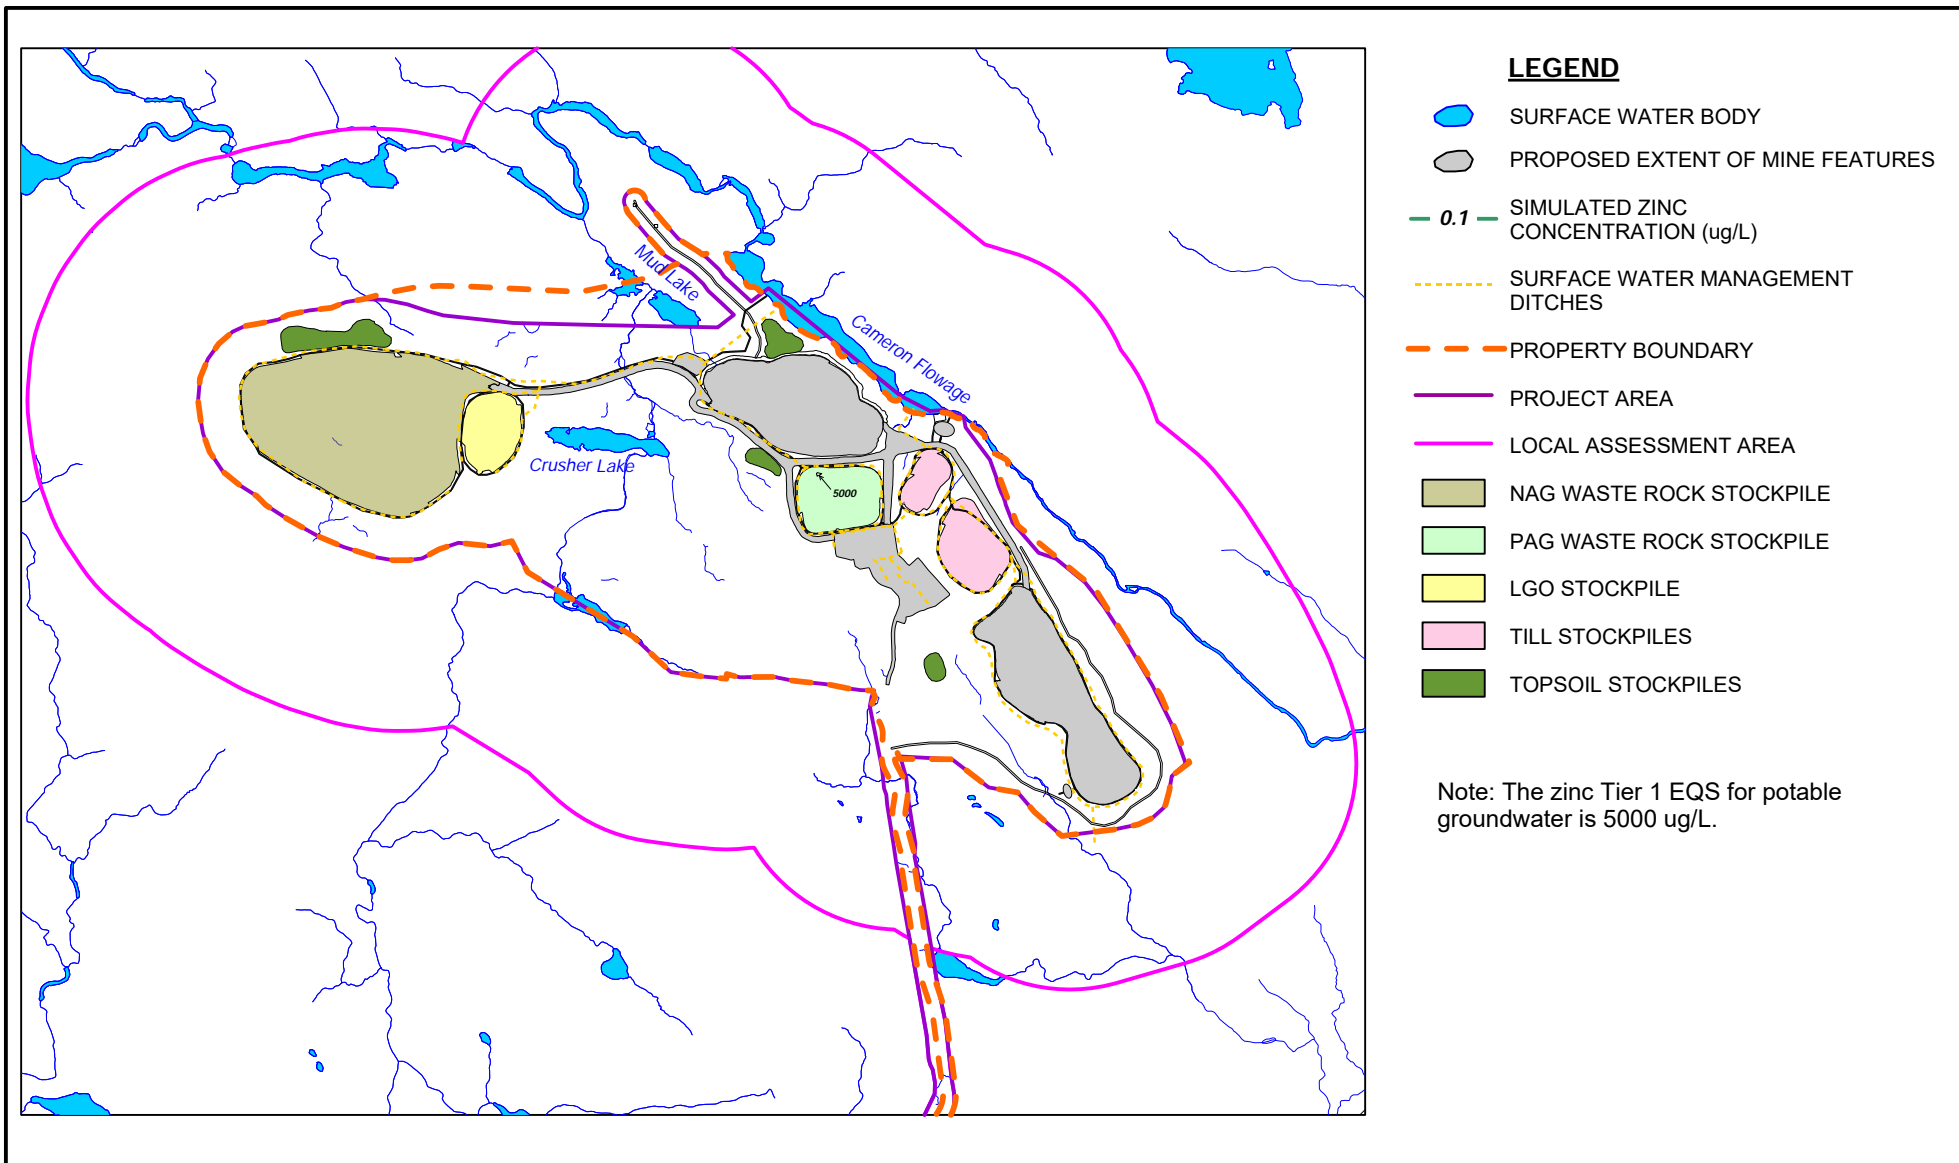 Mud Lake
Cameron Flowage
Crusher Lake
5000
LEGEND
SURFACE WATER BODY
PROPOSED EXTENT OF MINE FEATURES
0.1
SIMULATED ZINC
CONCENTRATION (ug/L)
SURFACE WATER MANAGEMENT
DITCHES
PROPERTY BOUNDARY
PROJECT AREA
LOCAL ASSESSMENT AREA
NAG WASTE ROCK STOCKPILE
PAG WASTE ROCK STOCKPILE
LGO STOCKPILE
TILL STOCKPILES
TOPSOIL STOCKPILES
Note: The zinc Tier 1 EQS for potable
groundwater is 5000 ug/L.